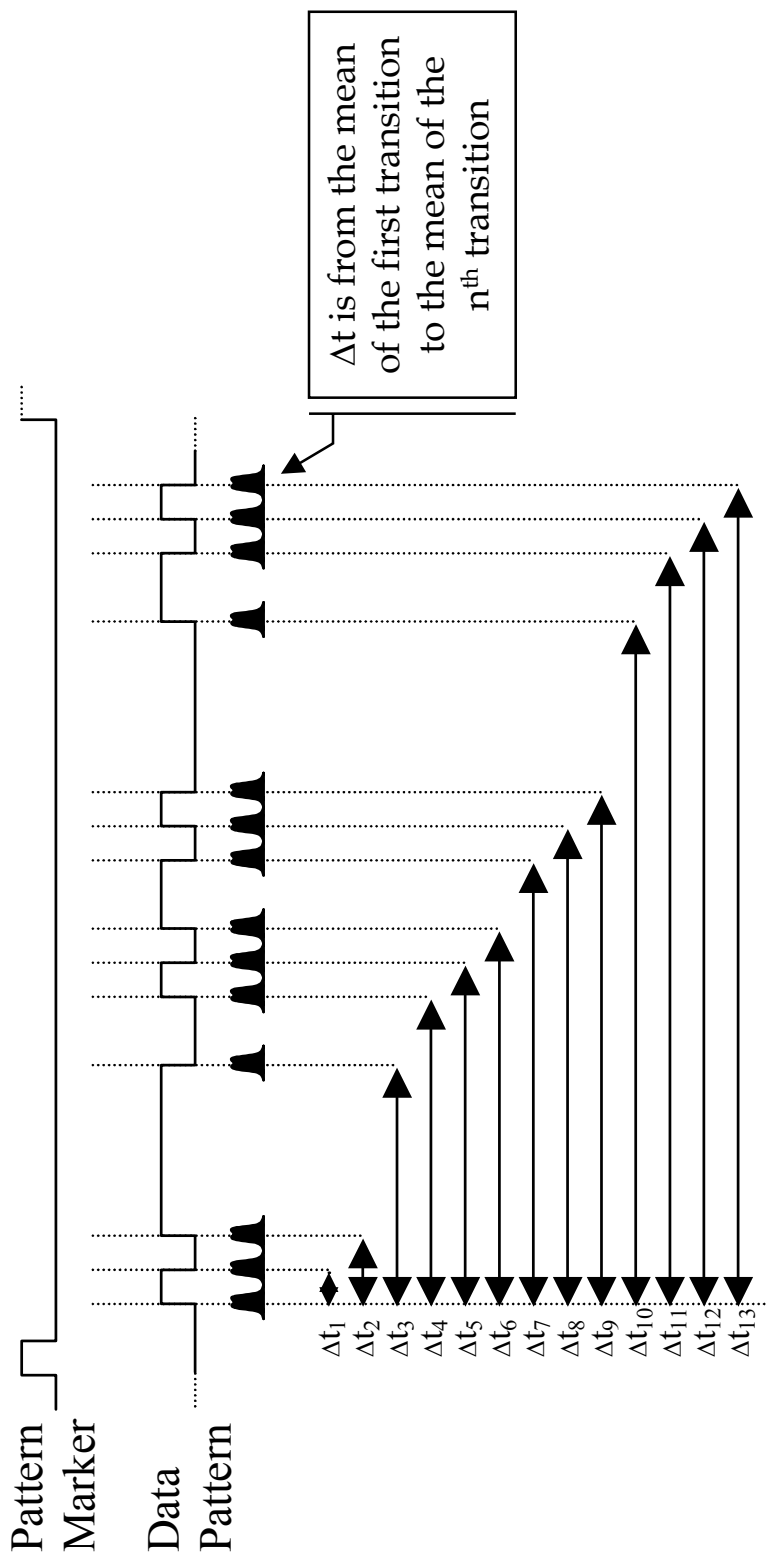 Pattern
Marker
Data
Pattern
Δt is from the mean
of the first transition
to the mean of the
nth transition
Δt1
Δt2
Δt3
Δt4
Δt5
Δt6
Δt7
Δt8
Δt9
Δt10
Δt11
Δt12
Δt13